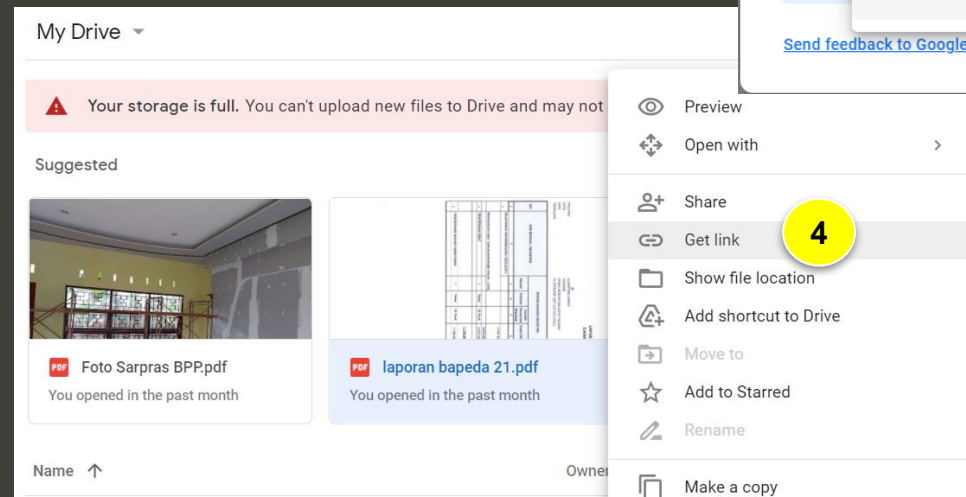 My Drive
Send feedback to Google
Your storage is full. You can't upload new files to Drive and may not
Suggested
PDF Foto Sarpras BPP.pdf
You opened in the past month
PDF laporan bapeda 21.pdf
You opened in the past month
Name
Owner
Preview
Open with
Share
Get link
4
Show file location
Add shortcut to Drive
Move to
Add to Starred
Rename
Make a copy